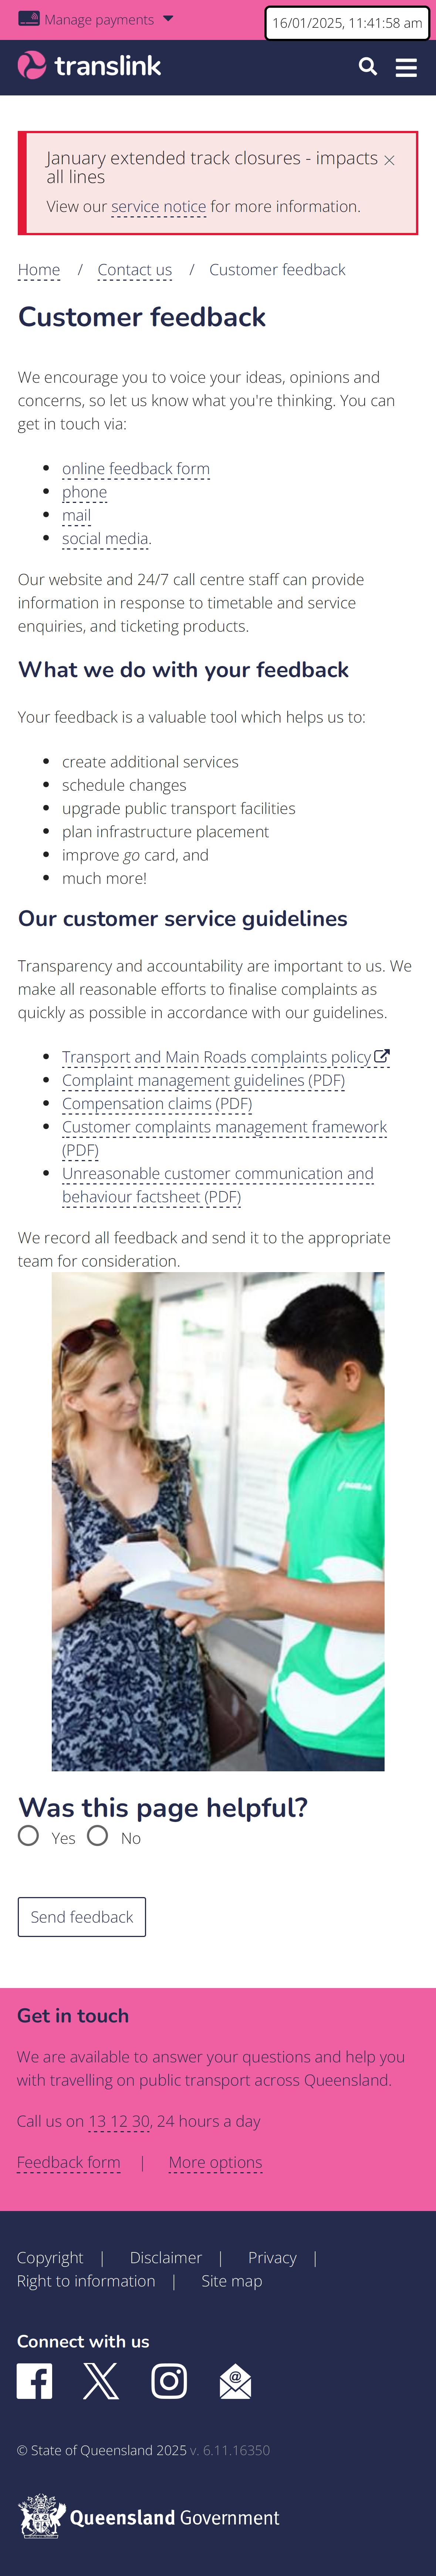 Manage payments
16/01/2025, 11:41:58 am
translink
January extended track closures - impacts
all lines
View our service notice for more information.
Home / Contact us / Customer feedback
Customer feedback
We encourage you to voice your ideas, opinions and
concerns, so let us know what you're thinking. You can
get in touch via:
• online feedback form
• phone
• mail
• social media.
Our website and 24/7 call centre staff can provide
information in response to timetable and service
enquiries, and ticketing products.
What we do with your feedback
Your feedback is a valuable tool which helps us to:
• create additional services
• schedule changes
• upgrade public transport facilities
• plan infrastructure placement
• improve go card, and
• much more!
Our customer service guidelines
Transparency and accountability are important to us. We
make all reasonable efforts to finalise complaints as
quickly as possible in accordance with our guidelines.
• Transport and Main Roads complaints policy
• Complaint management guidelines (PDF)
• Compensation claims (PDF)
• Customer complaints management framework
(PDF)
• Unreasonable customer communication and
behaviour factsheet (PDF)
We record all feedback and send it to the appropriate
team for consideration.
Was this page helpful?
Yes No
Send feedback
Get in touch
We are available to answer your questions and help you
with travelling on public transport across Queensland.
Call us on 13 12 30, 24 hours a day
Feedback form | More options
Copyright | Disclaimer | Privacy |
Right to information | Site map
Connect with us
© State of Queensland 2025 v. 6.11.16350
Queensland Government